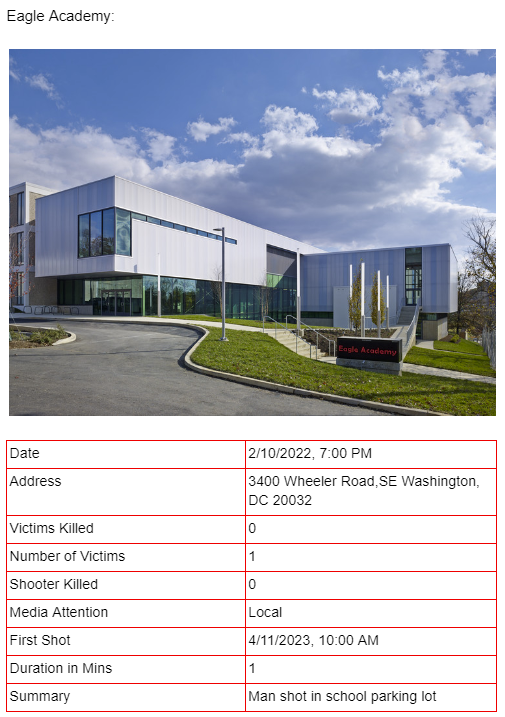 Eagle Academy:
Eagle Academy
Date 2/10/2022, 7:00 PM
Address 3400 Wheeler Road,SE Washington,
DC 20032
Victims Killed 0
Number of Victims 1
Shooter Killed 0
Media Attention Local
First Shot 4/11/2023, 10:00 AM
Duration in Mins 1
Summary Man shot in school parking lot